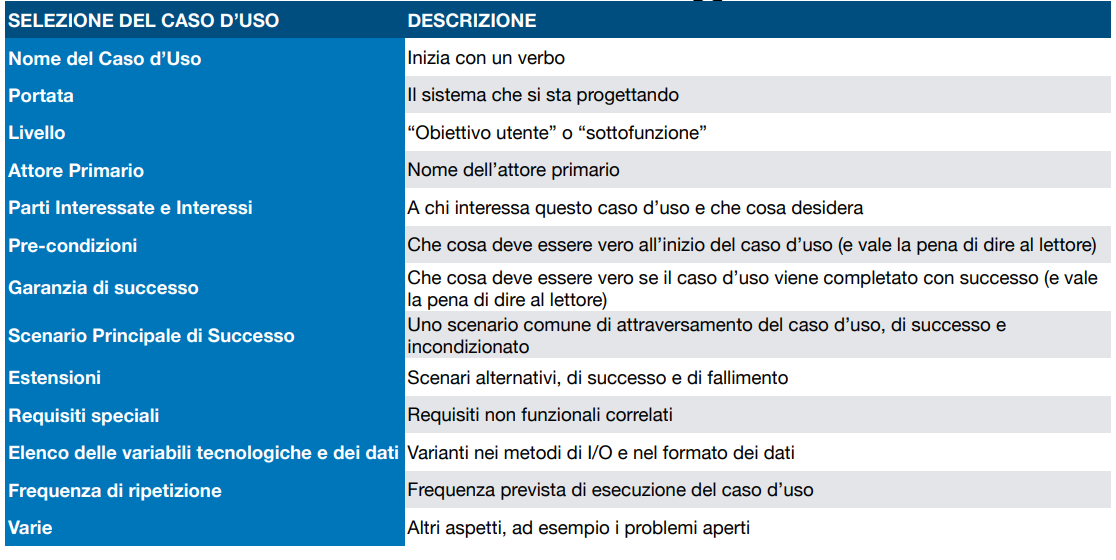 SELEZIONE DEL CASO D’USO DESCRIZIONE
Nome del Caso d’Uso Inizia con un verbo
Portata Il sistema che si sta progettando
Livello “Obiettivo utente” o “sottofunzione”
Attore Primario Nome dell’attore primario
Parti Interessate e Interessi A chi interessa questo caso d’uso e che cosa desidera
Pre-condizioni Che cosa deve essere vero all’inizio del caso d’uso (e vale la pena di dire al lettore)
Garanzia di successo Che cosa deve essere vero se il caso d’uso viene completato con successo (e vale
la pena di dire al lettore)
Scenario Principale di Successo Uno scenario comune di attraversamento del caso d’uso, di successo e
incondizionato
Estensioni Scenari alternativi, di successo e di fallimento
Requisiti speciali Requisiti non funzionali correlati
Elenco delle variabili tecnologiche e dei dati Varianti nei metodi di I/O e nel formato dei dati
Frequenza di ripetizione Frequenza prevista di esecuzione del caso d’uso
Varie Altri aspetti, ad esempio i problemi aperti